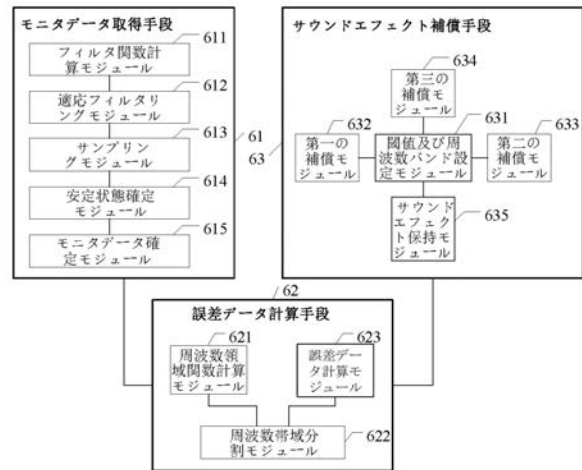 モニタデータ取得手段
611
フィルタ関数計
算モジュール
612
適応フィルタリ
ングモジュール
613
サンプリン
グモジュール
614
安定状態確定
モジュール
615
モニタデータ確
定モジュール
61
63
サウンドエフェクト補償手段
634
第三の
補償モ
ジュール
632
第一の
補償モ
ジュール
631
閾値及び周
波数バンド設
定モジュール
633
第二の
補償モ
ジュール
サウンド
エフェク
ト保持モ
ジュール
635
62
誤差データ計算手段
621
周波数領
域関数計算
モジュール
623
誤差デー
タ計算モ
ジュール
周波数帯域分
割モジュール
622